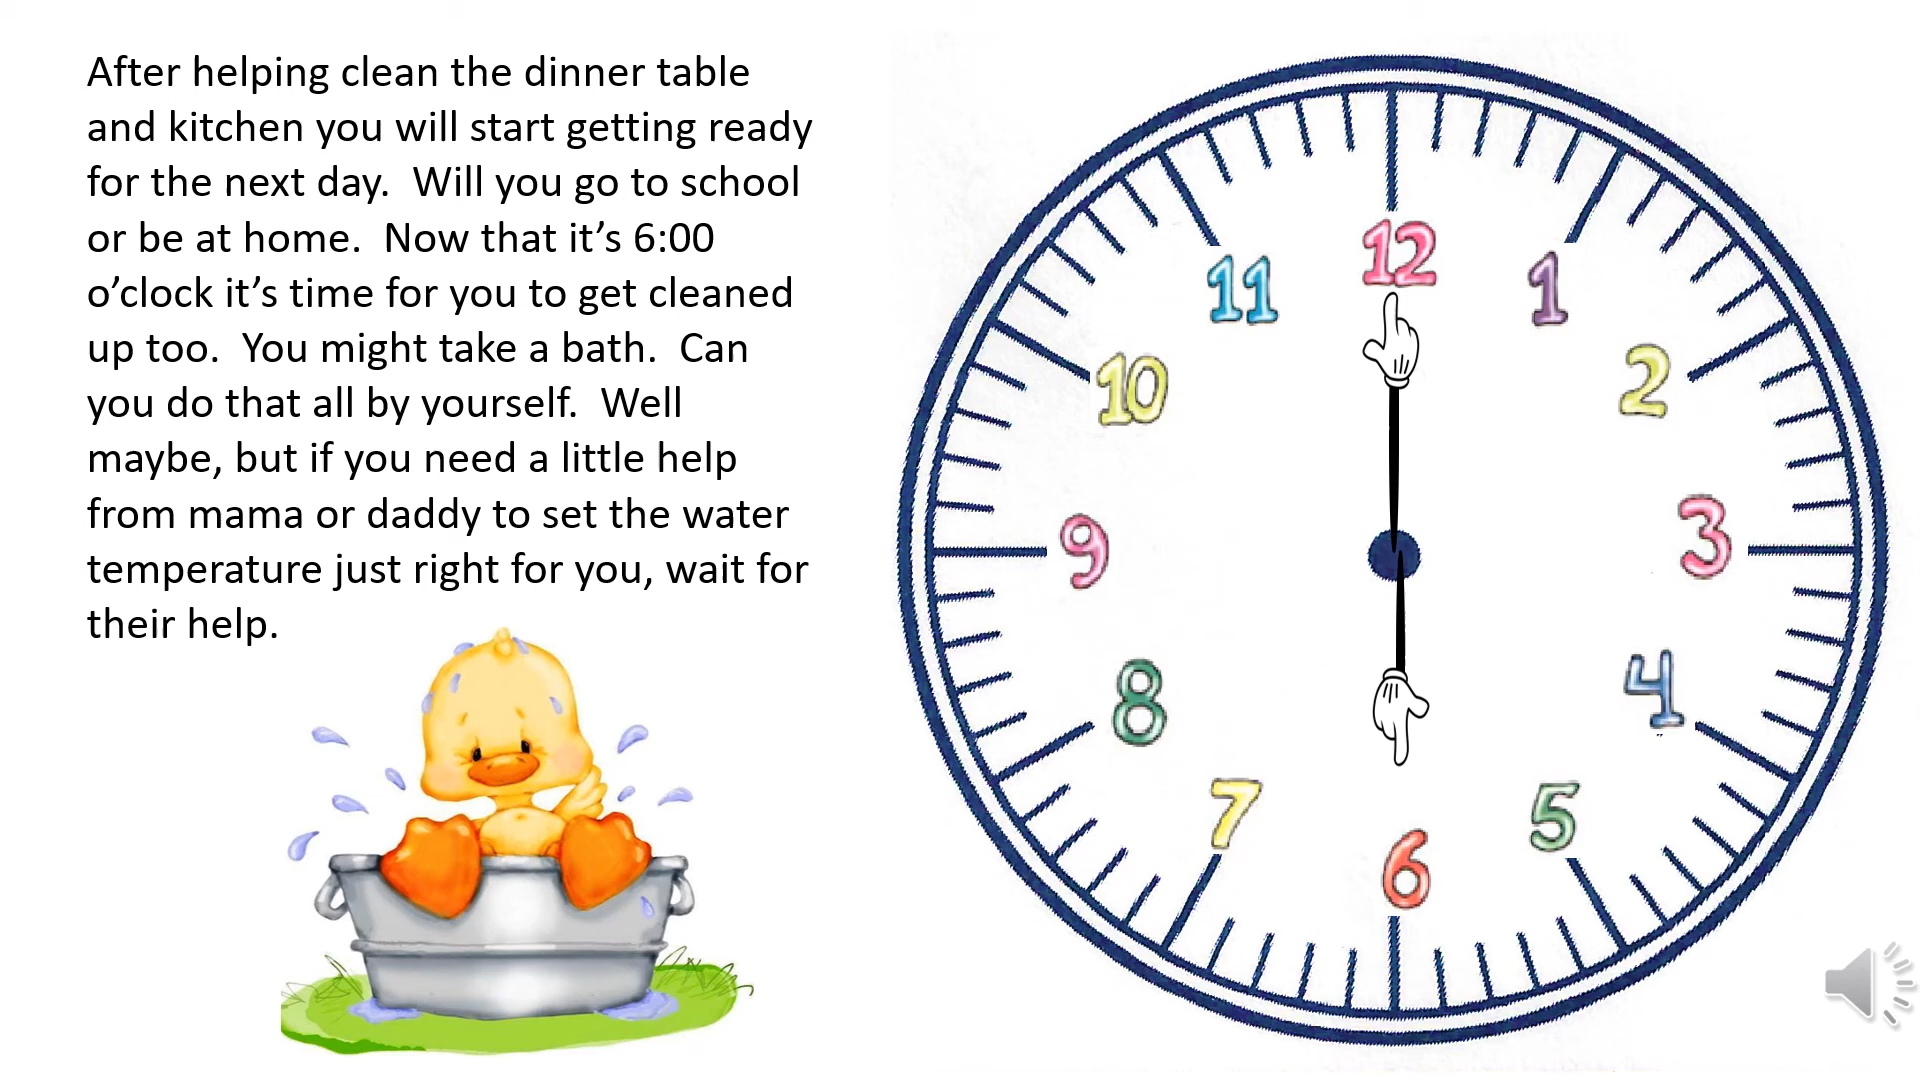 After helping clean the dinner table
and kitchen you will start getting ready
for the next day.  Will you go to school
or be at home.  Now that it’s 6:00
o’clock it’s time for you to get cleaned
up too.  You might take a bath.  Can
you do that all by yourself.  Well
maybe, but if you need a little help
from mama or daddy to set the water
temperature just right for you, wait for
their help.
12
11
1
10
2
9
3
8
4
7
5
6